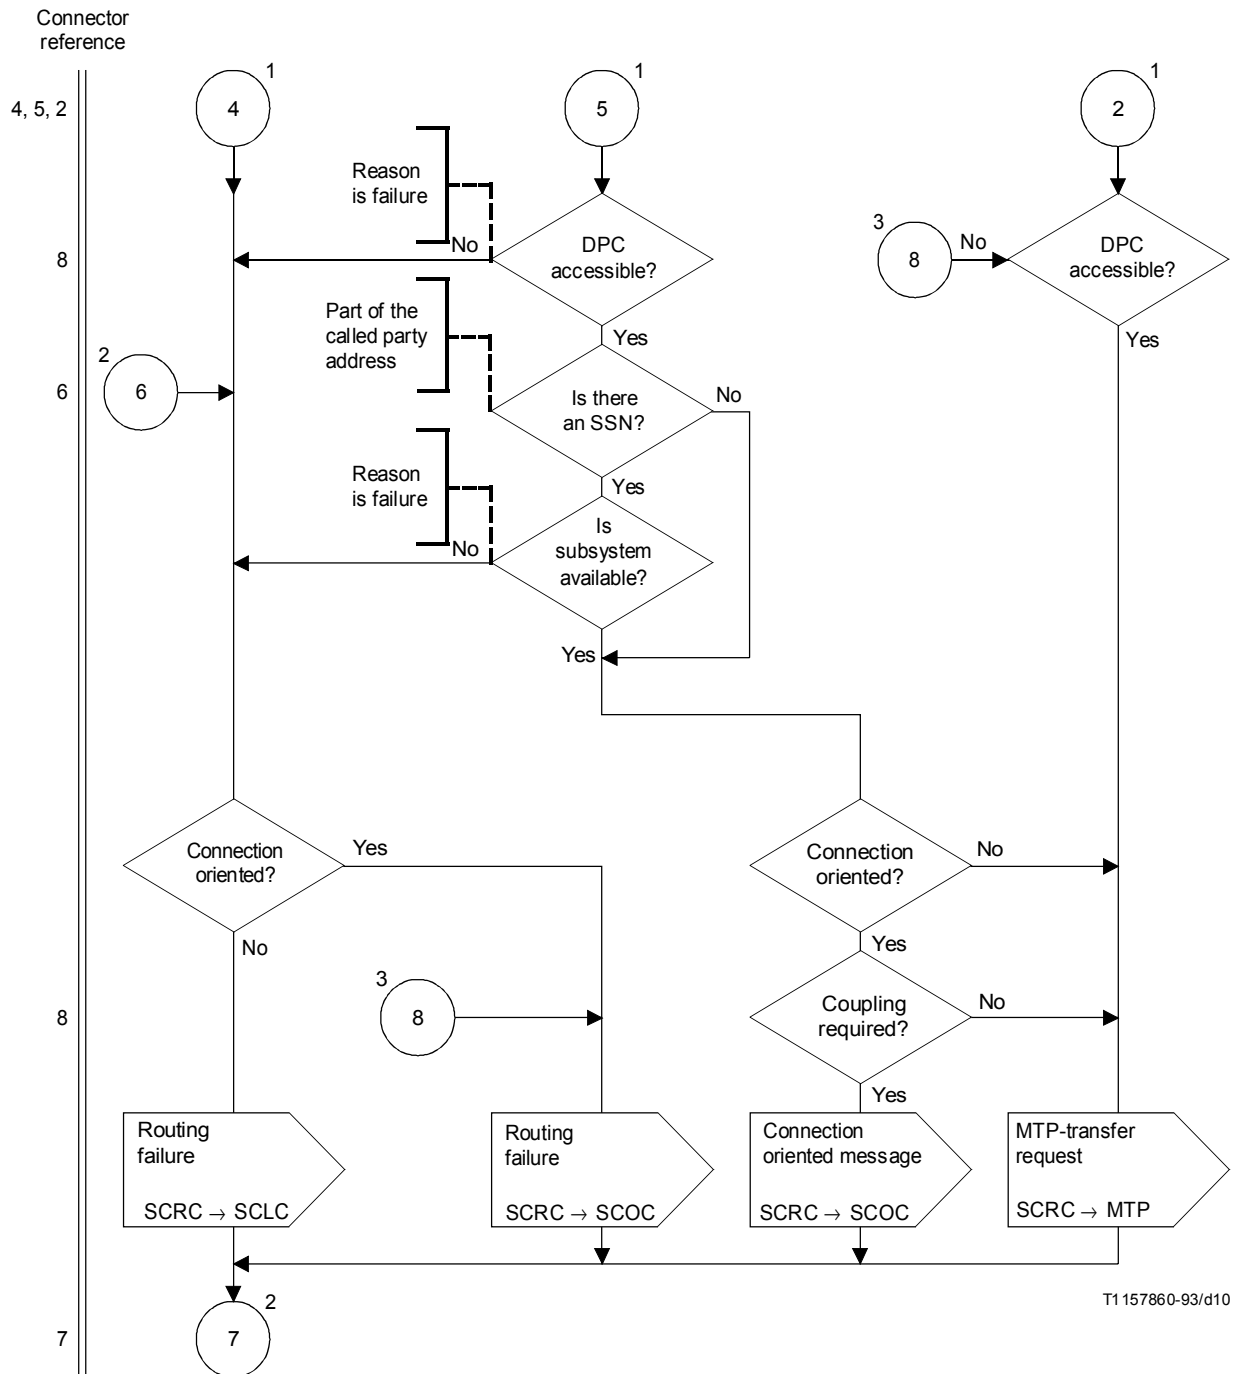 Connector
reference
1
1
1
4, 5, 2
4
5
2
Reason
is failure
No
DPC
accessible?
3
8
No
DPC
accessible?
8
Part of the
called party
address
Yes
Yes
2
6
6
Is there
an SSN?
No
Reason
is failure
Yes
No
Is
subsystem
available?
Yes
Connection
oriented?
Yes
Connection
oriented?
No
No
Yes
3
8
8
Coupling
required?
No
Yes
Routing
failure
SCRC → SCLC
Routing
failure
SCRC → SCOC
Connection
oriented message
SCRC → SCOC
MTP-transfer
request
SCRC → MTP
2
T1157860-93/d10
7
7